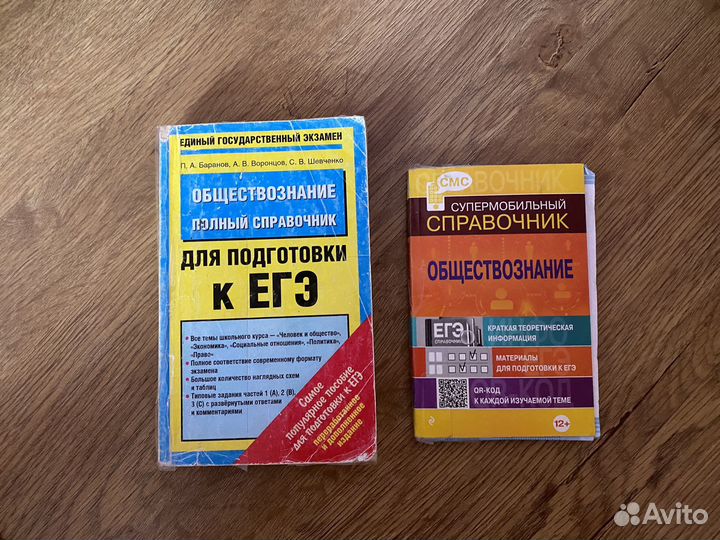 ЕДИНЫЙ ГОСУДАРСТВЕННЫЙ ЭКЗАМЕН
П. А. Баранов, А. В. Воронцов, С. В. Шевченко
ОБЩЕСТВОЗНАНИЕ
ПОЛНЫЙ СПРАВОЧНИК
ДЛЯ ПОДГОТОВКИ
К ЕГЭ
• Все темы школьного курса — «Человек и общество»,
«Экономика», «Социальные отношения», «Политика»,
«Право»
• Полное соответствие современному формату
экзамена
• Большое количество наглядных схем
и таблиц
• Типовые задания частей 1 (А), 2 (В),
3 (С) с развёрнутыми ответами
и комментариями
Самое
популярное пособие
для подготовки к ЕГЭ
переработанное
и дополненное
издание
СПРАВОЧНИК
СМС
СУПЕРМОБИЛЬНЫЙ
СПРАВОЧНИК
ОБЩЕСТВОЗНАНИЕ
ЕГЭ
СПРАВОЧНИК
КРАТКАЯ ТЕОРЕТИЧЕСКАЯ
ИНФОРМАЦИЯ
МАТЕРИАЛЫ
ДЛЯ ПОДГОТОВКИ К ЕГЭ
QR-КОД
К КАЖДОЙ ИЗУЧАЕМОЙ ТЕМЕ
12+
Avito